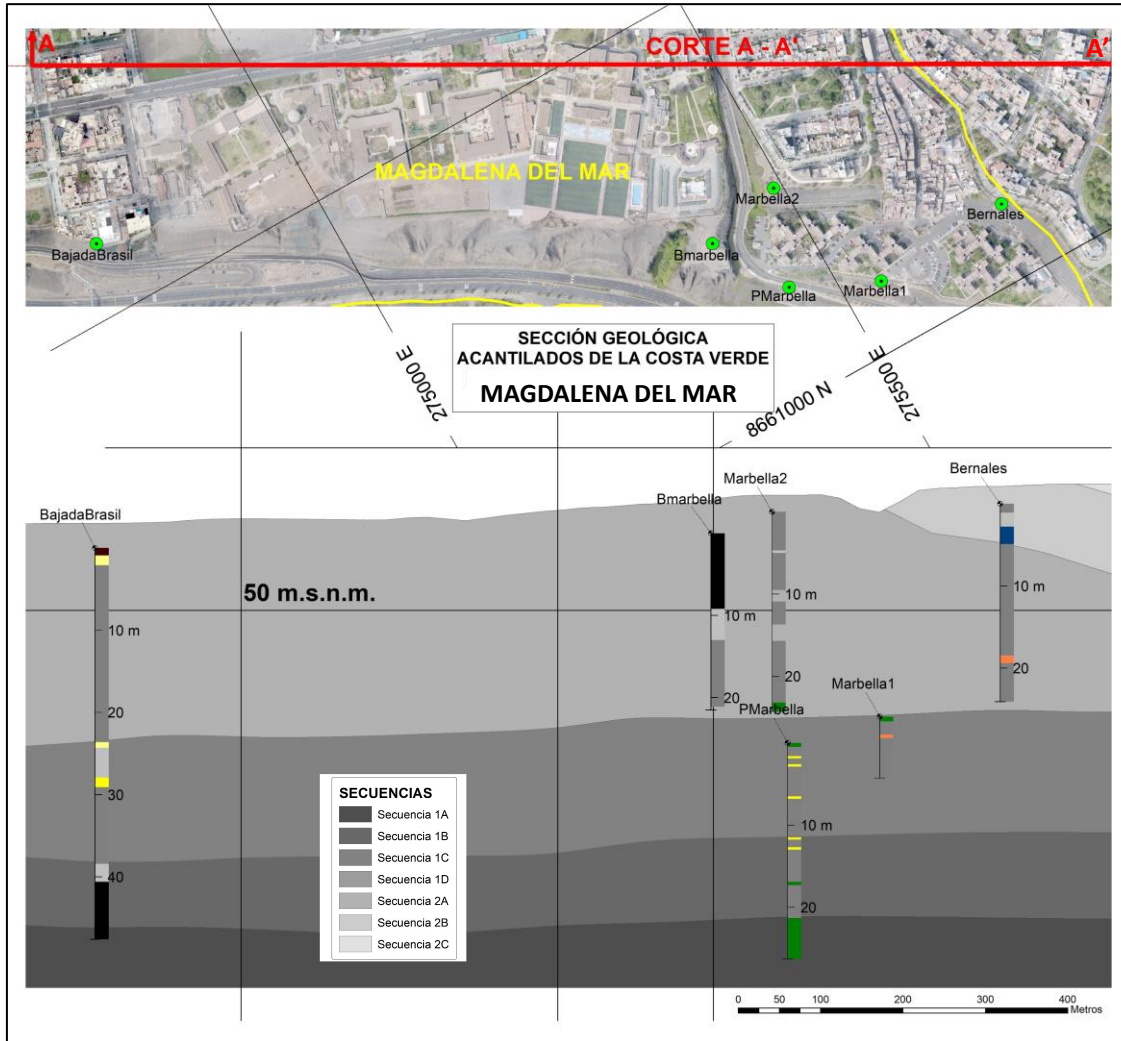 A
CORTE A - A'
A'
MAGDALENA DEL MAR
BajadaBrasil
Bmarbella
Marbella2
PMarbella
Marbella1
Bernales
275000 E
275500 E
8661000 N
SECCIÓN GEOLÓGICA
ACANTILADOS DE LA COSTA VERDE
MAGDALENA DEL MAR
BajadaBrasil
10 m
20
30
40
50 m.s.n.m.
Bmarbella
10 m
20
Marbella2
10 m
20
PMarbella
10 m
20
Marbella1
Bernales
10 m
20
SECUENCIAS
Secuencia 1A
Secuencia 1B
Secuencia 1C
Secuencia 1D
Secuencia 2A
Secuencia 2B
Secuencia 2C
0 50 100 200 300 400
Metros